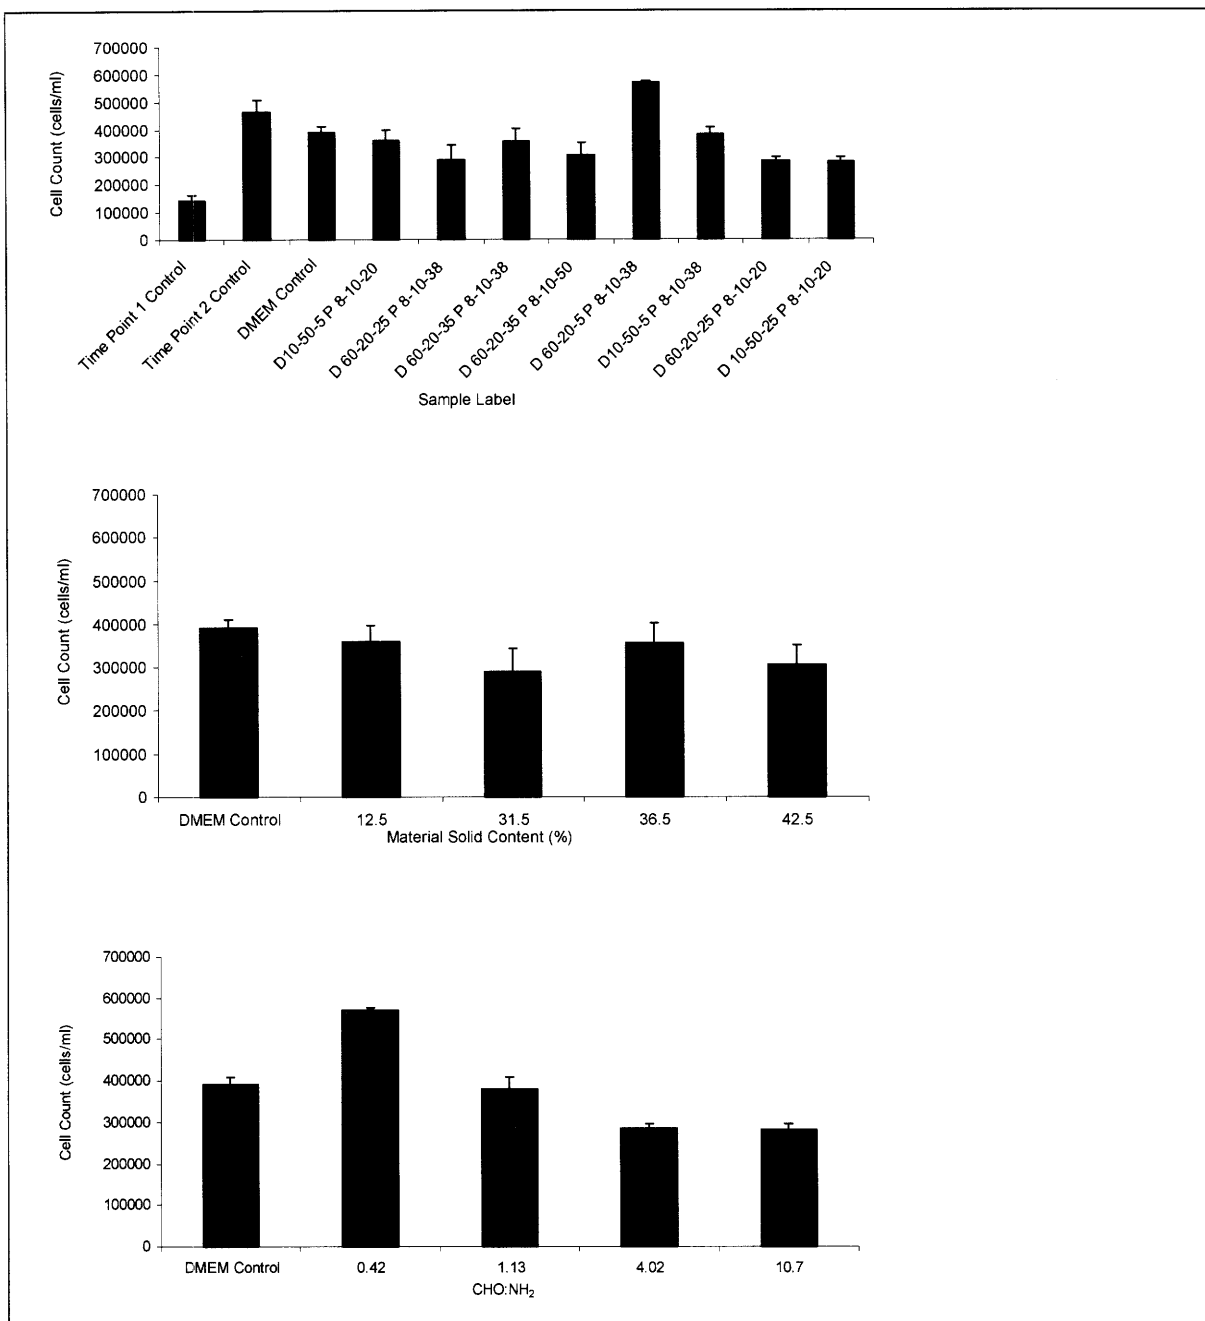 700000
600000
500000
400000
300000
200000
100000
0
Cell Count (cells/ml)
Time Point 1 Control
Time Point 2 Control
DMEM Control
D10-50-5 P 8-10-20
D 60-20-25 P 8-10-38
D 60-20-35 P 8-10-38
D 60-20-35 P 8-10-50
D 60-20-5 P 8-10-38
D10-50-5 P 8-10-38
D 60-20-25 P 8-10-20
D 10-50-25 P 8-10-20
Sample Label
700000
600000
500000
400000
300000
200000
100000
0
Cell Count (cells/ml)
DMEM Control 12.5 31.5 36.5 42.5
Material Solid Content (%)
700000
600000
500000
400000
300000
200000
100000
0
Cell Count (cells/ml)
DMEM Control 0.42 1.13 4.02 10.7
CHO:NH₂